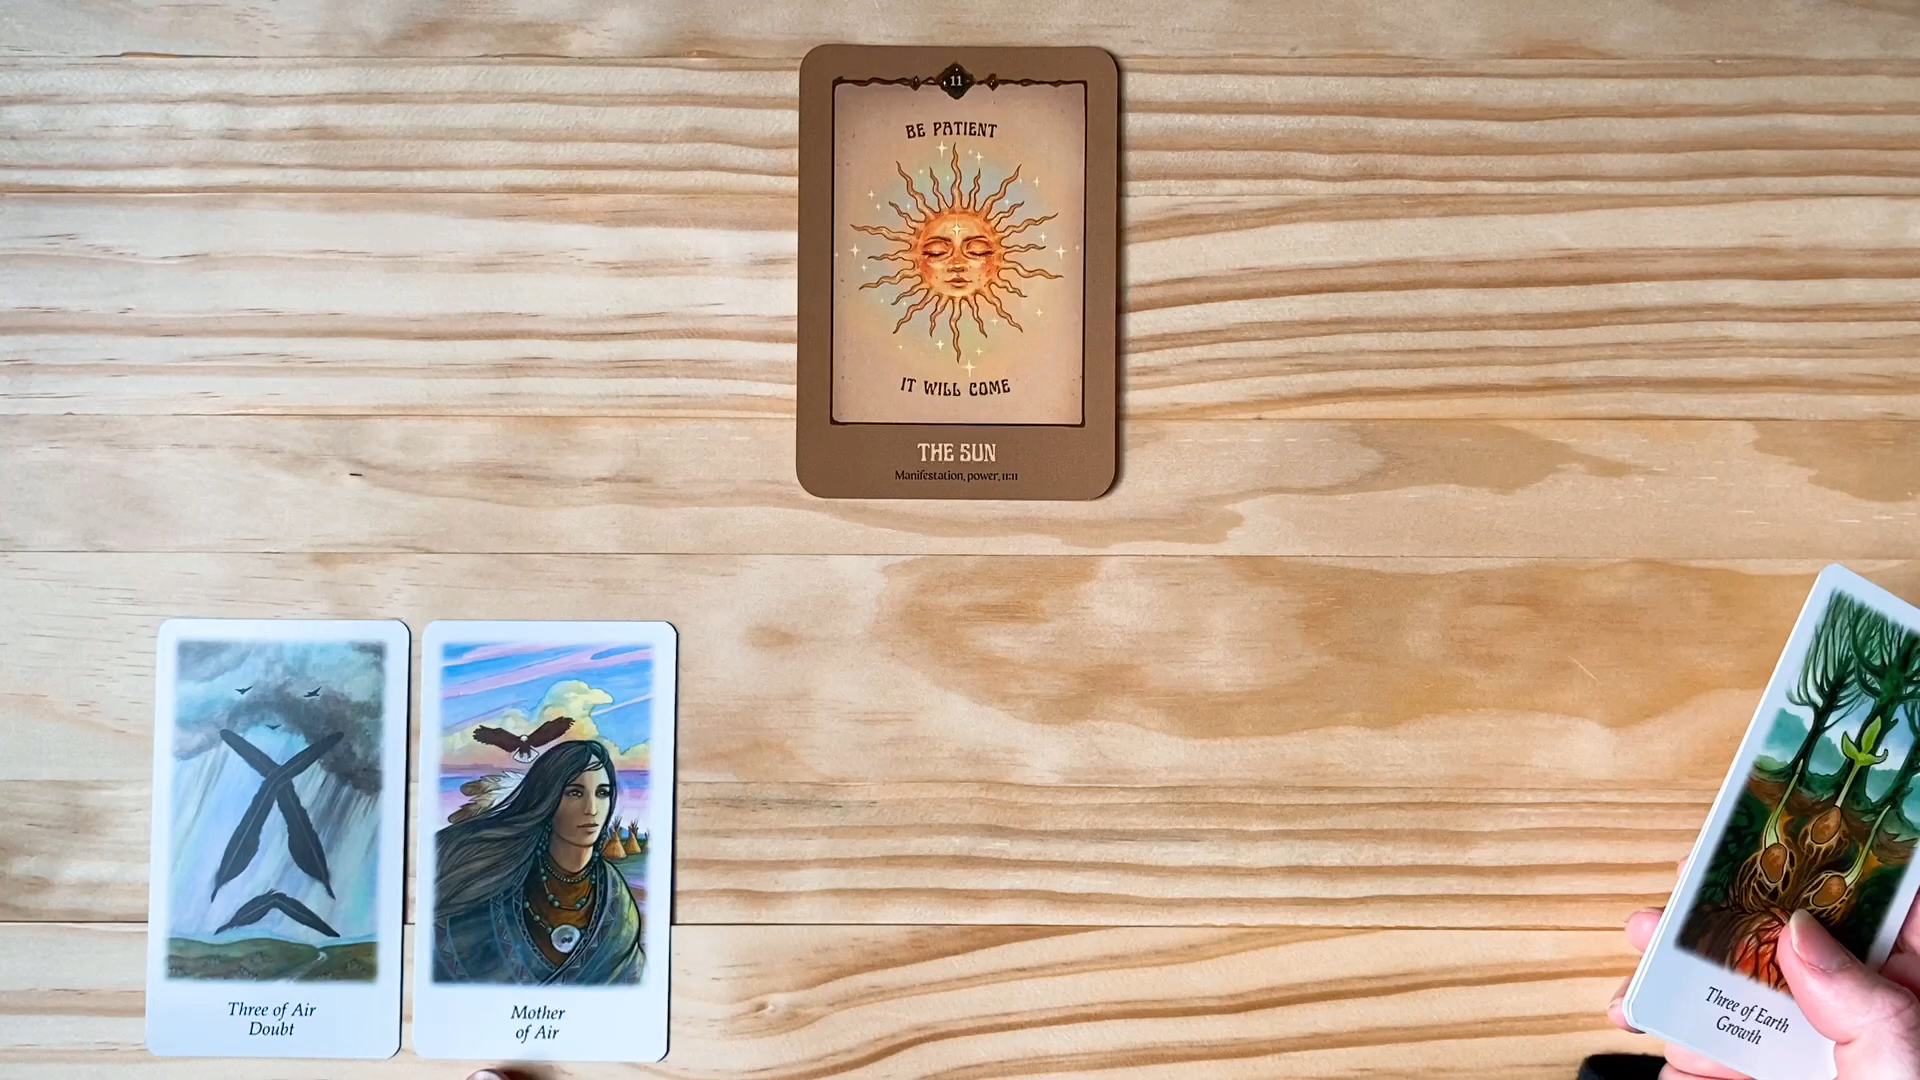 11
BE PATIENT
IT WILL COME
THE SUN
Manifestation, power, 11:11
Three of Air
Doubt
Mother
of Air
Three of Earth
Growth